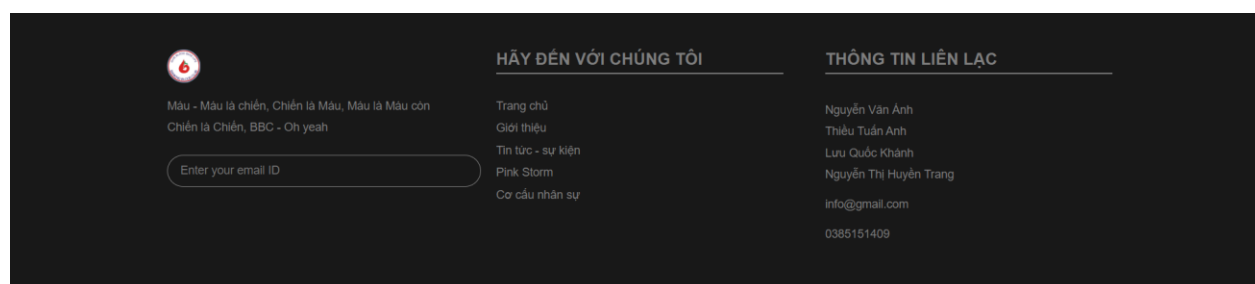 Màu - Máu là chiến, Chiến là Máu, Máu là Máu còn
Chiến là Chiến, BBC - Oh yeah
Enter your email ID
HÃY ĐẾN VỚI CHÚNG TÔI
Trang chủ
Giới thiệu
Tin tức - sự kiện
Pink Storm
Cơ cấu nhân sự
THÔNG TIN LIÊN LẠC
Nguyễn Văn Ánh
Thiều Tuấn Anh
Lưu Quốc Khánh
Nguyễn Thị Huyền Trang
info@gmail.com
0385151409